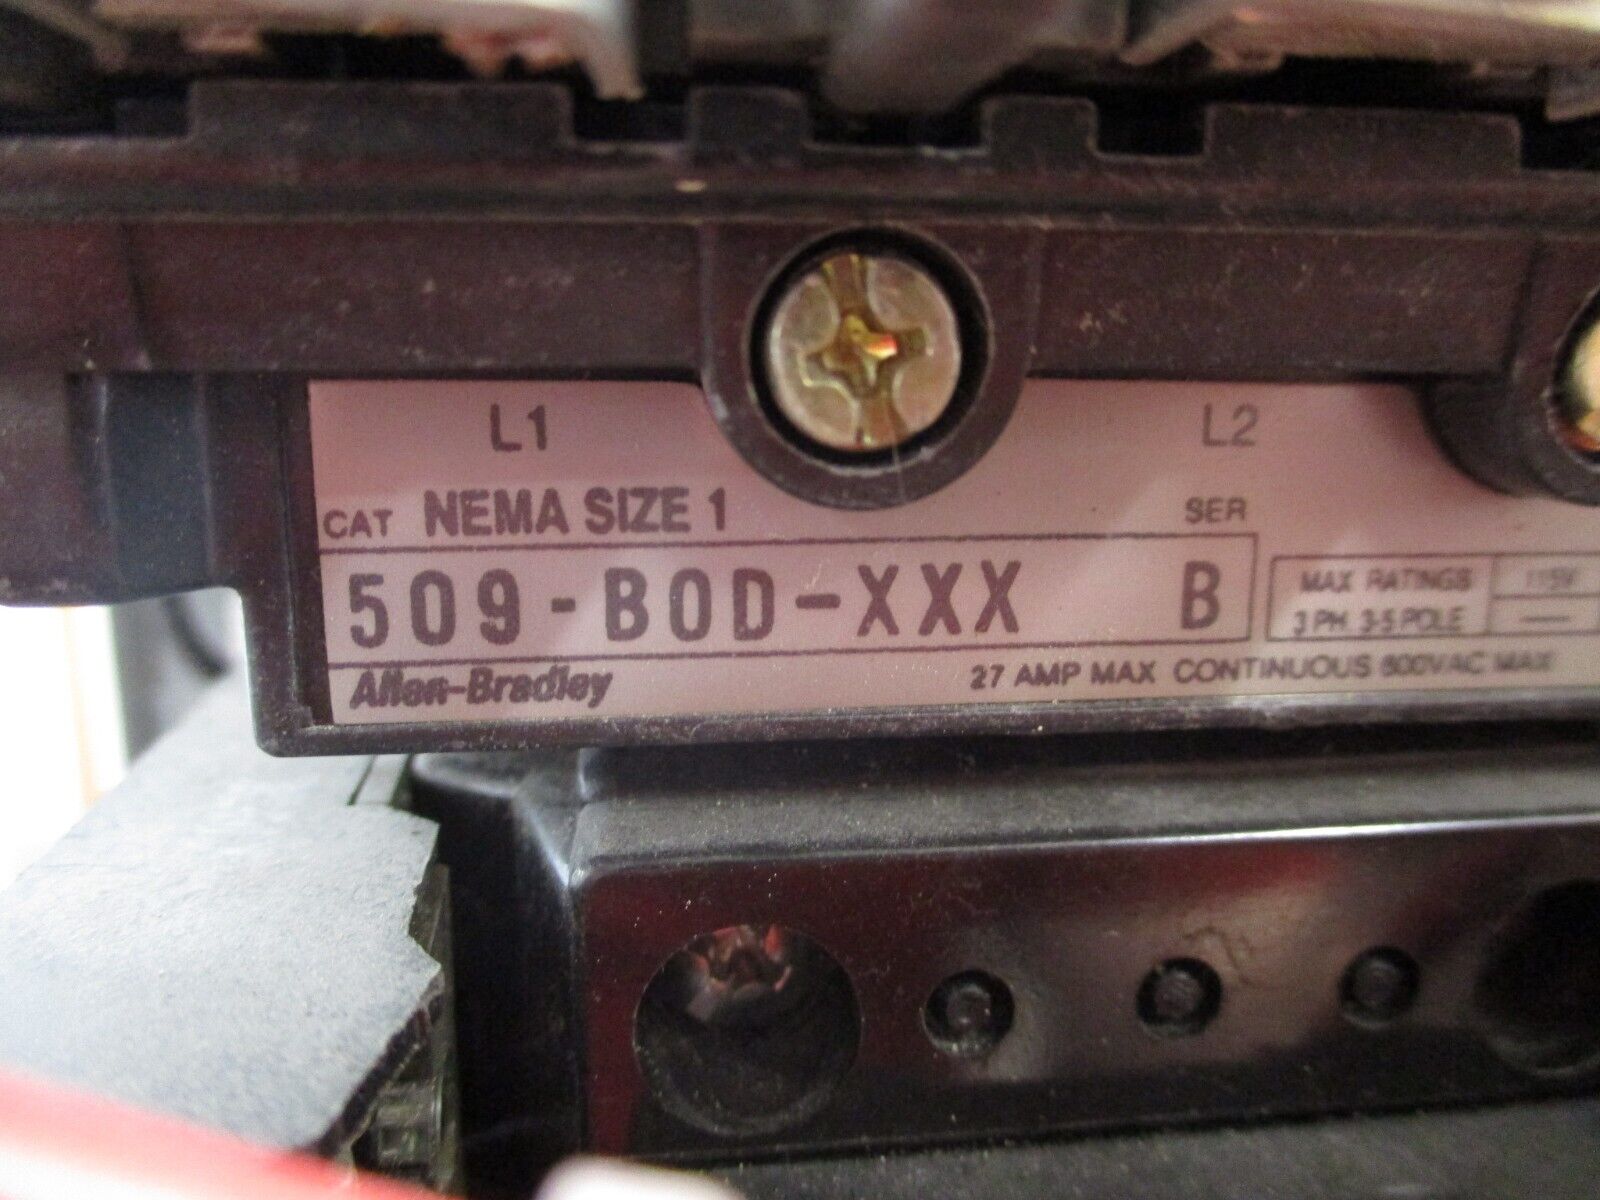 L1 L2
CAT NEMA SIZE 1 SER
509-BOD-XXX B
MAX RATINGS 115V
3 PH 3-5 POLE —
Allen-Bradley 27 AMP MAX CONTINUOUS 600VAC MAX